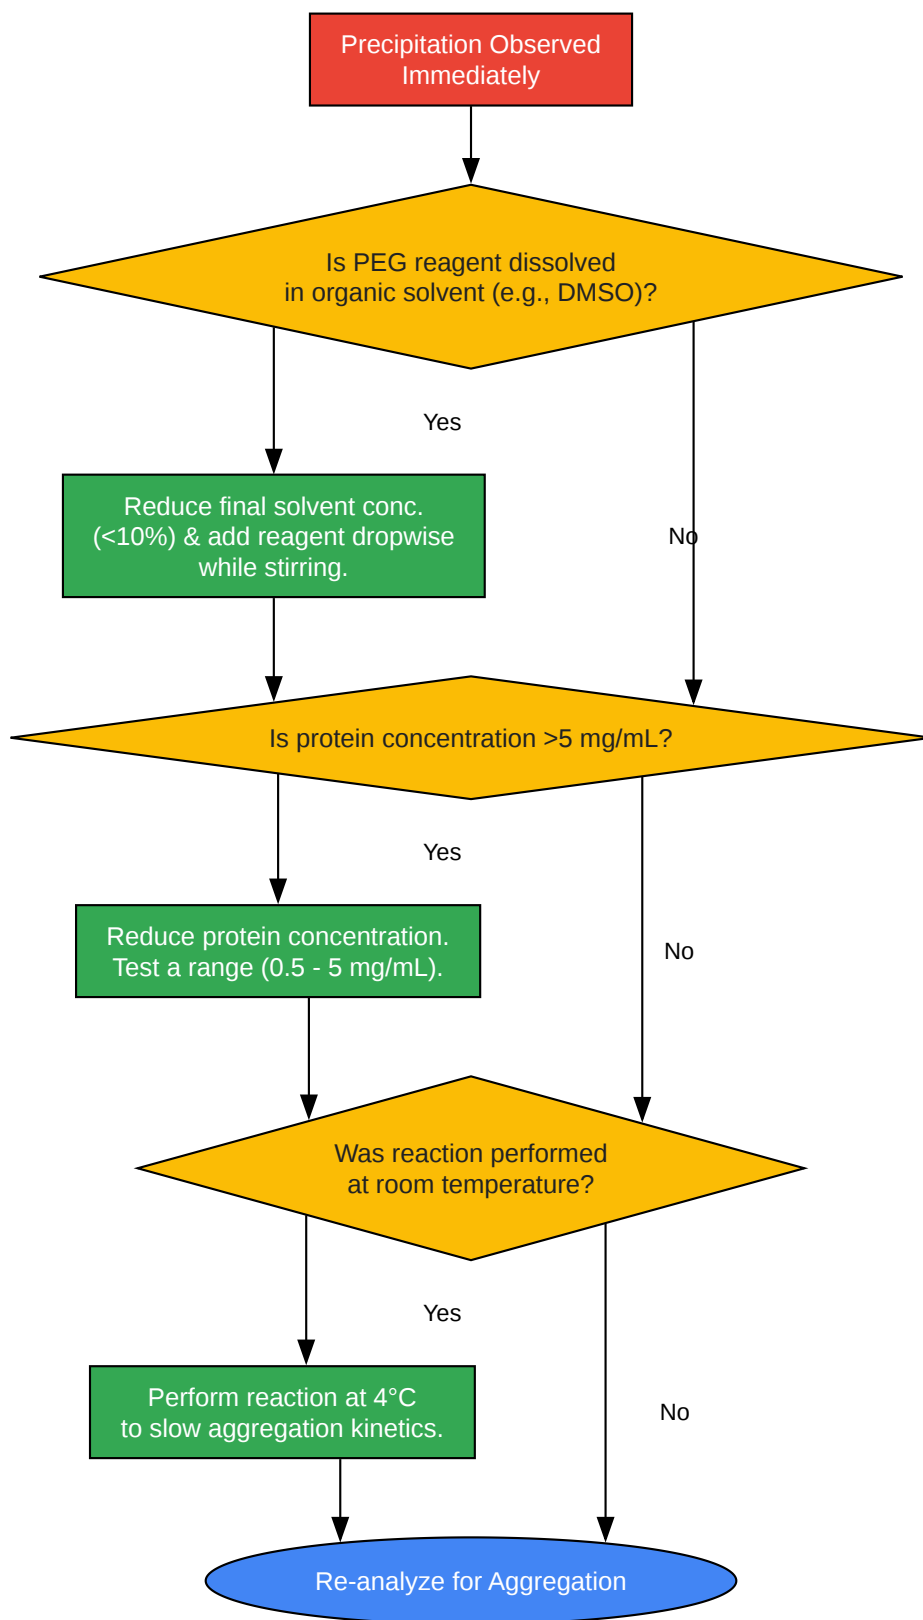 Precipitation Observed
Immediately
Is PEG reagent dissolved
in organic solvent (e.g., DMSO)?
Yes
Reduce final solvent conc.
(<10%) & add reagent dropwise
while stirring.
No
Is protein concentration >5 mg/mL?
Yes
Reduce protein concentration.
Test a range (0.5 - 5 mg/mL).
No
Was reaction performed
at room temperature?
Yes
Perform reaction at 4°C
to slow aggregation kinetics.
No
Re-analyze for Aggregation